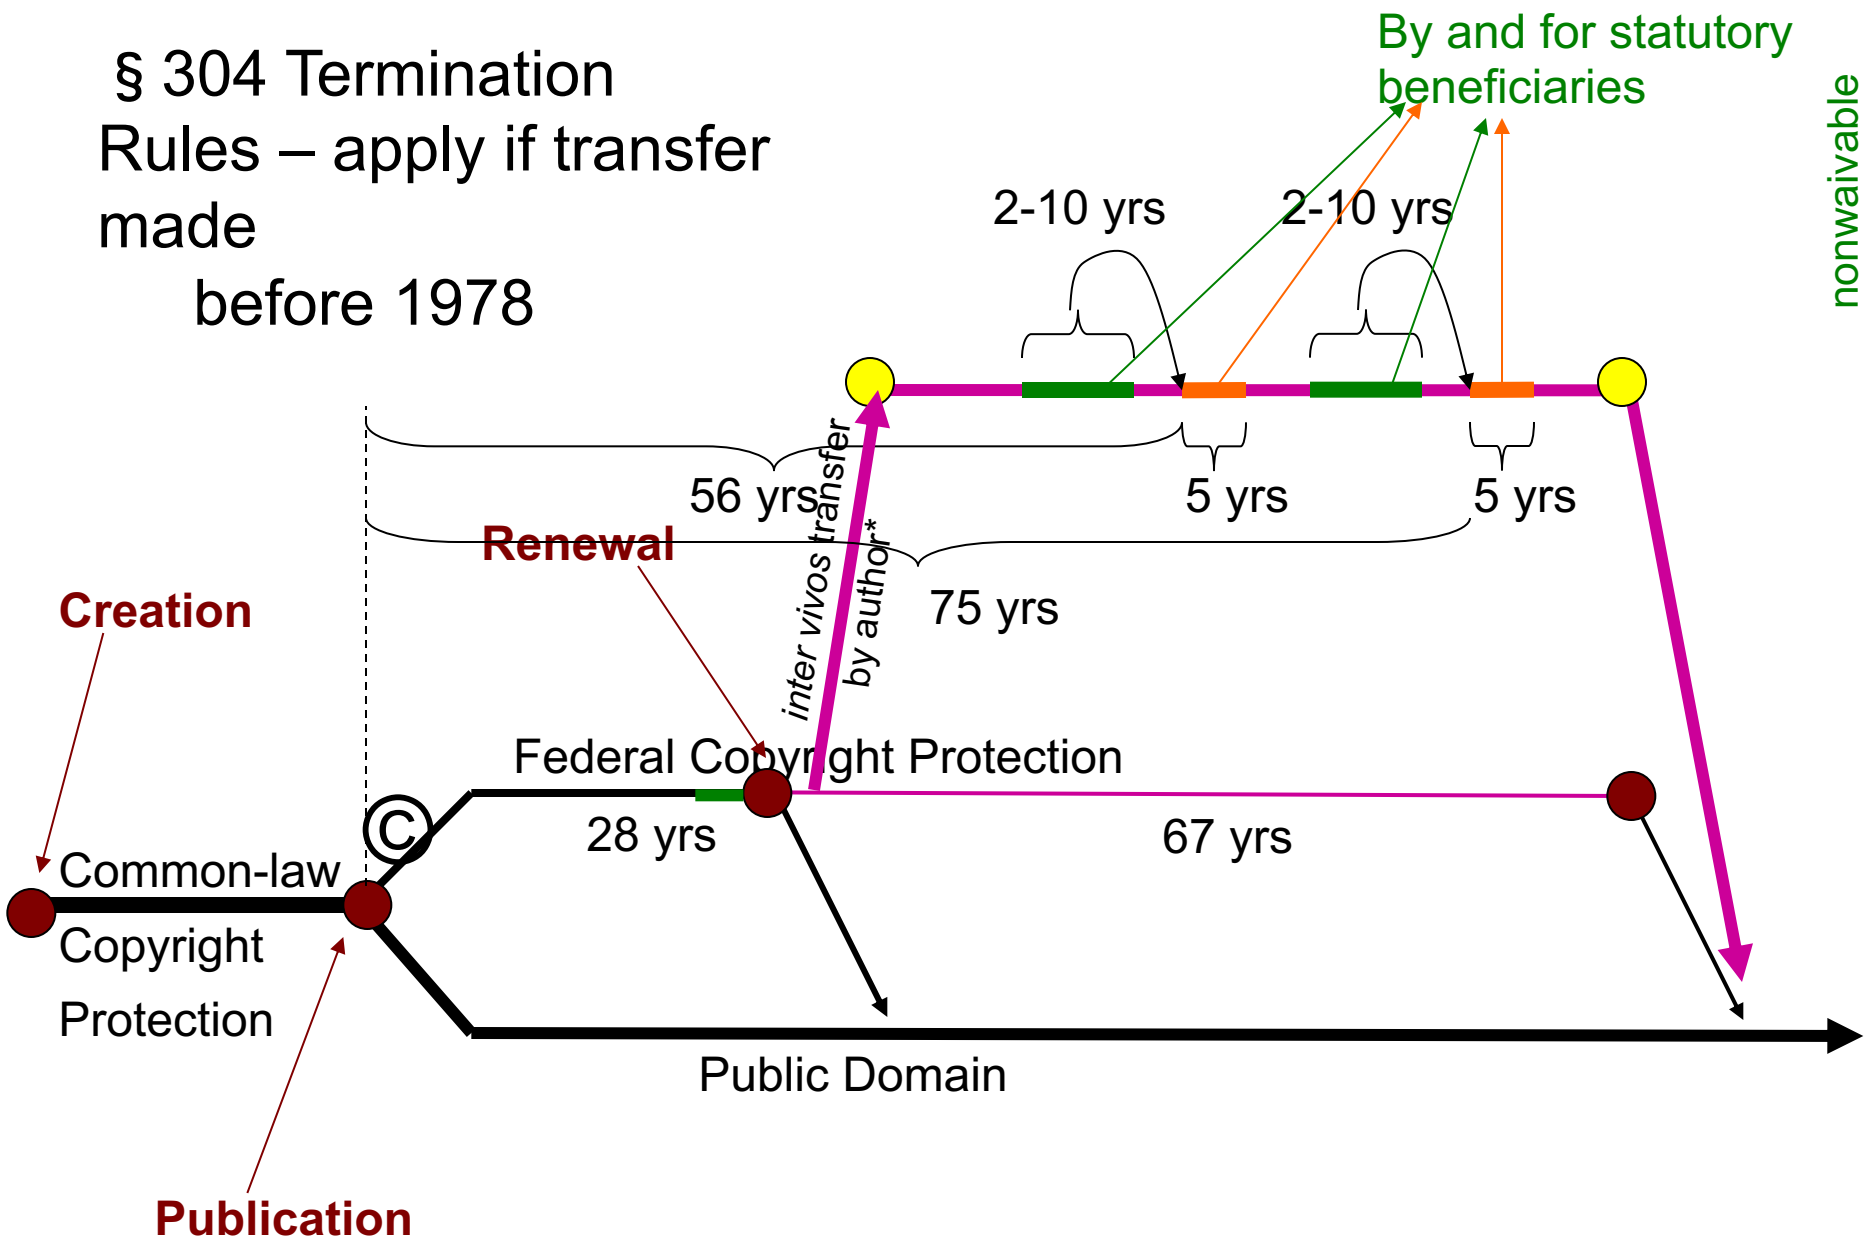 § 304 Termination
Rules – apply if transfer
made
before 1978
By and for statutory
beneficiaries
nonwaivable
2-10 yrs
2-10 yrs
56 yrs
5 yrs
5 yrs
inter vivos transfer
by author*
Renewal
75 yrs
Creation
Federal Copyright Protection
©
28 yrs
67 yrs
Common-law
Copyright
Protection
Public Domain
Publication